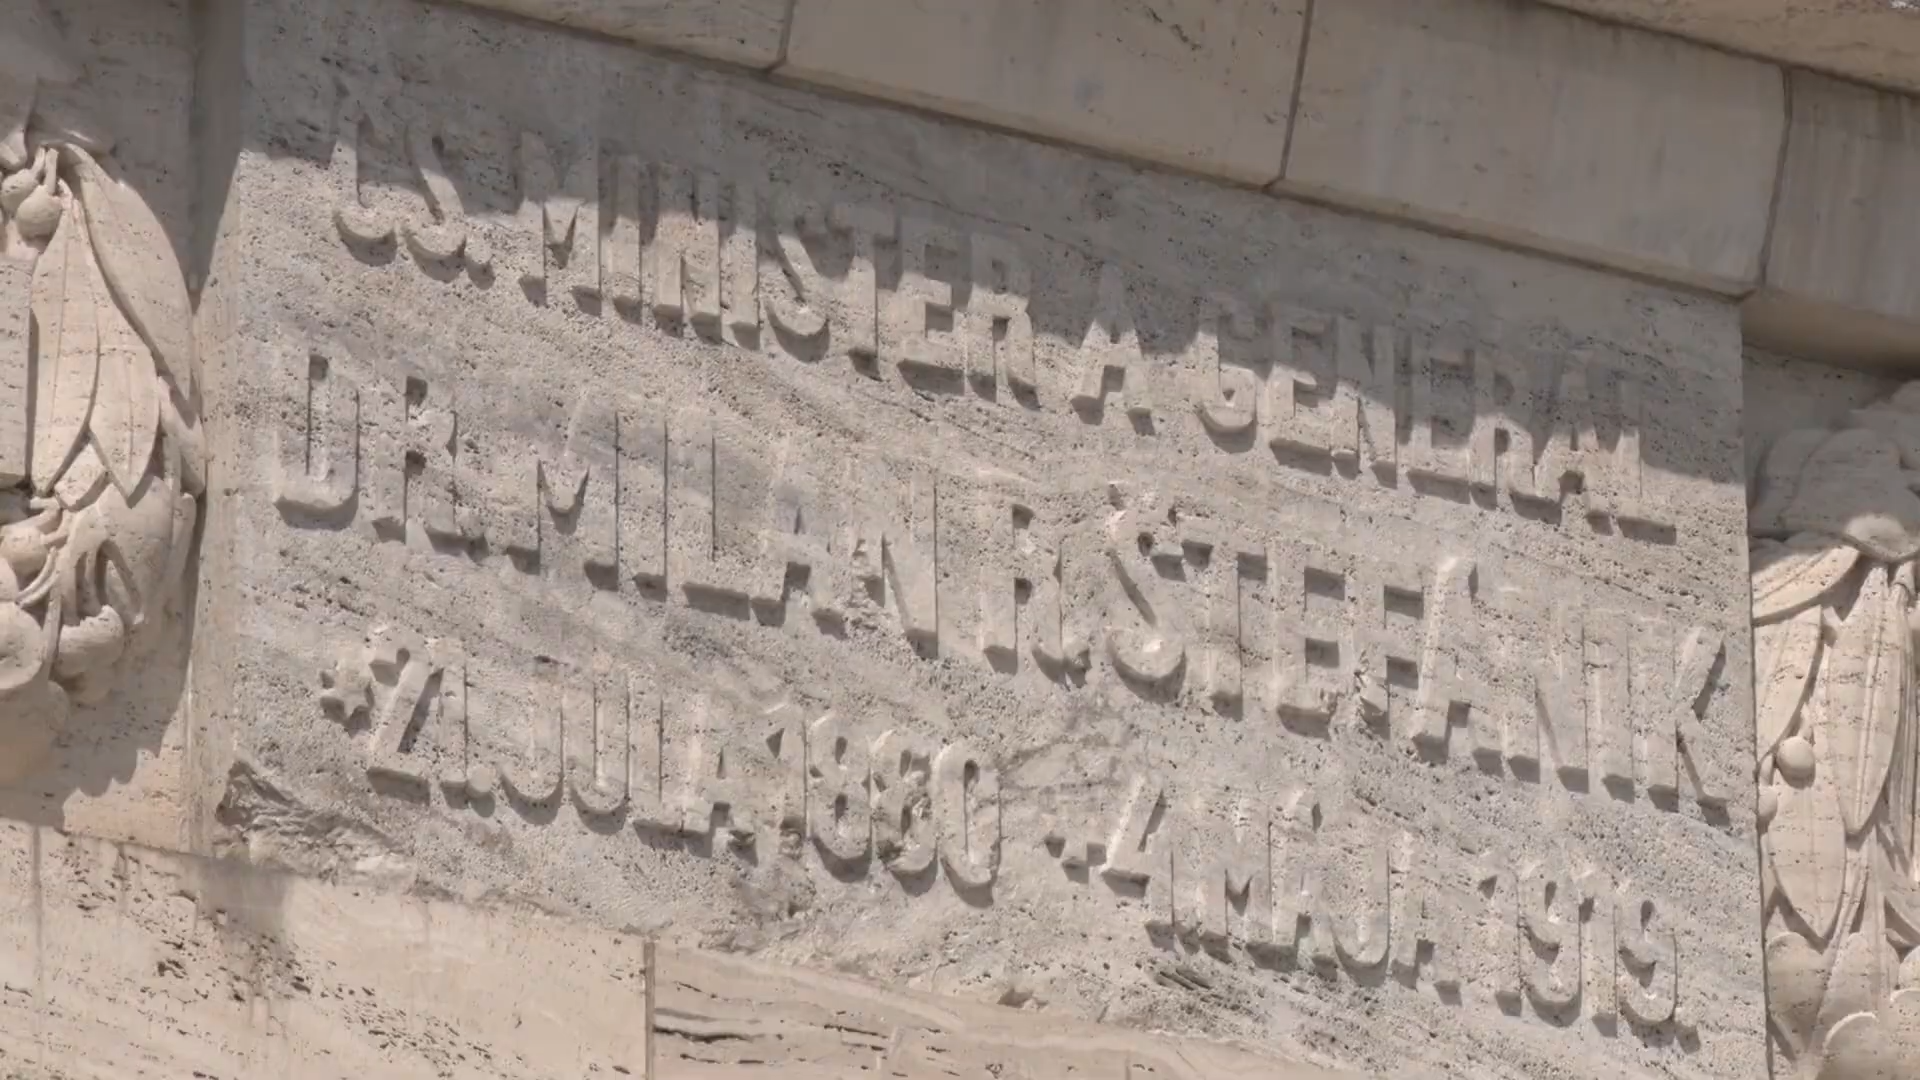 ČS. MINISTER A GENERÁL
DR. MILAN R. ŠTEFÁNIK
*21. JÚLA 1880 + 4. MÁJA 1919.